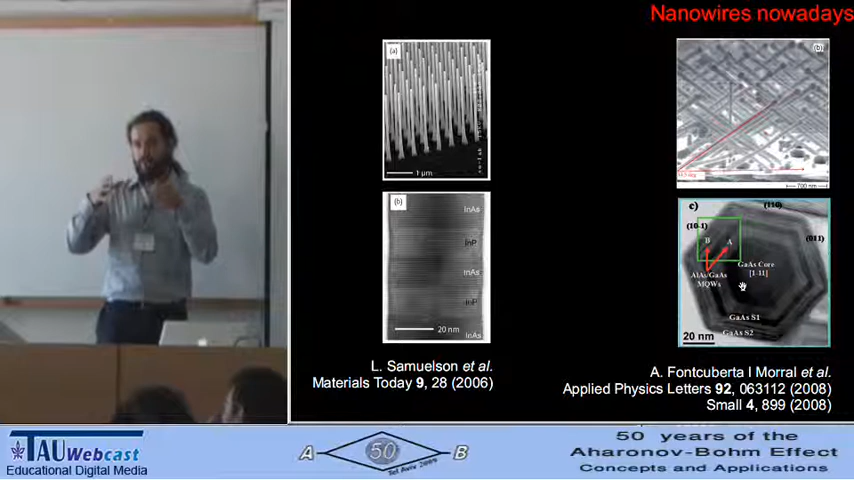 Nanowires nowadays
(a)
1 µm
(b)
InAs
InP
InAs
InP
InAs
20 nm
L. Samuelson et al.
Materials Today 9, 28 (2006)
(b)
700 nm
c)
(110)
(10-1)
(011)
B A
GaAs Core
[1-11]
AlAs/GaAs
MQWs
GaAs S1
GaAs S2
20 nm
A. Fontcuberta I Morral et al.
Applied Physics Letters 92, 063112 (2008)
Small 4, 899 (2008)
TAU Webcast
Educational Digital Media
A 50 B
Tel Aviv 2009
50 years of the
Aharonov-Bohm Effect
Concepts and Applications